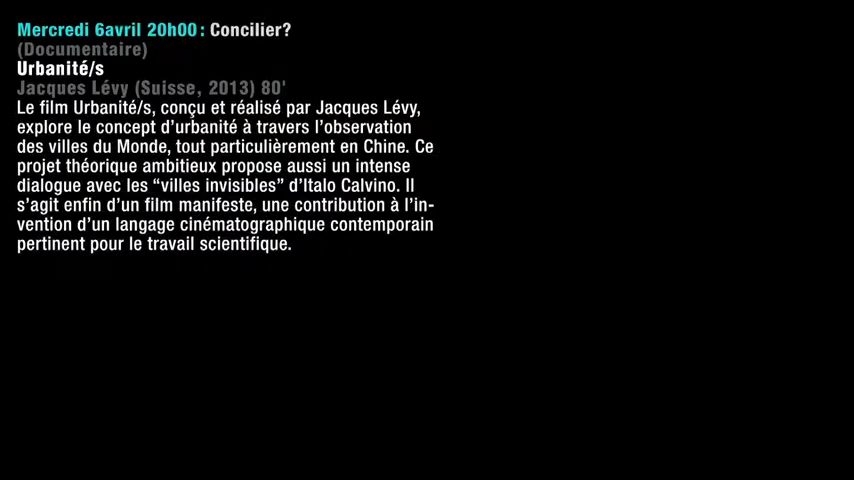 Mercredi 6avril 20h00 : Concilier?
(Documentaire)
Urbanité/s
Jacques Lévy (Suisse, 2013) 80'
Le film Urbanité/s, conçu et réalisé par Jacques Lévy,
explore le concept d’urbanité à travers l’observation
des villes du Monde, tout particulièrement en Chine. Ce
projet théorique ambitieux propose aussi un intense
dialogue avec les “villes invisibles” d’Italo Calvino. Il
s’agit enfin d’un film manifeste, une contribution à l’in-
vention d’un langage cinématographique contemporain
pertinent pour le travail scientifique.